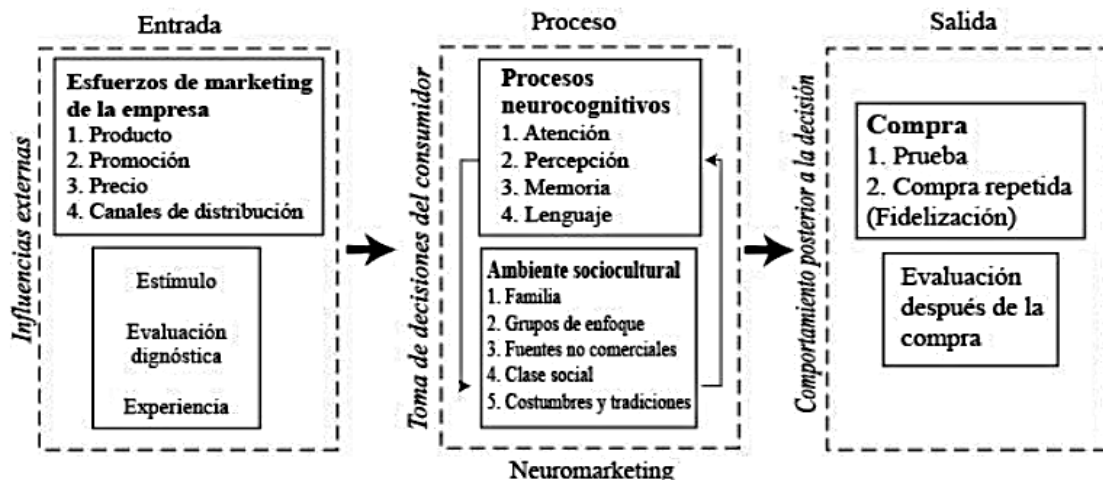 Entrada
Influencias externas
Esfuerzos de marketing
de la empresa
1. Producto
2. Promoción
3. Precio
4. Canales de distribución
Estímulo
Evaluación
dignóstica
Experiencia
Proceso
Toma de decisiones del consumidor
Procesos
neurocognitivos
1. Atención
2. Percepción
3. Memoria
4. Lenguaje
Ambiente sociocultural
1. Familia
2. Grupos de enfoque
3. Fuentes no comerciales
4. Clase social
5. Costumbres y tradiciones
Neuromarketing
Salida
Comportamiento posterior a la decisión
Compra
1. Prueba
2. Compra repetida
(Fidelización)
Evaluación
después de la
compra